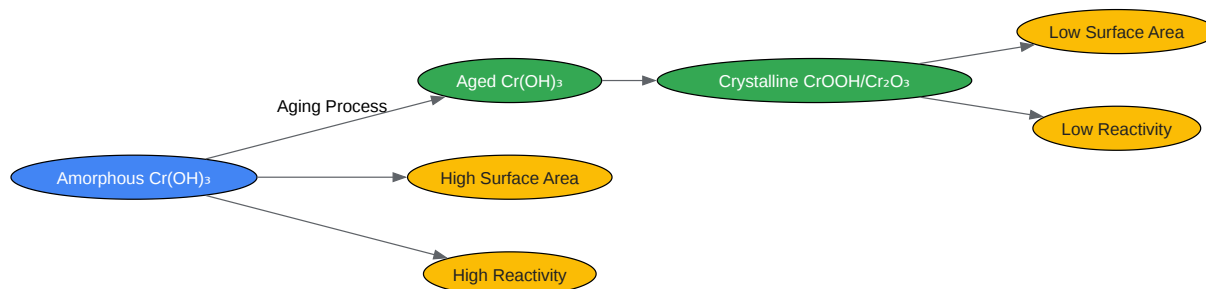 Low Surface Area
Aged Cr(OH)₃
Crystalline CrOOH/Cr₂O₃
Aging Process
Low Reactivity
Amorphous Cr(OH)₃
High Surface Area
High Reactivity